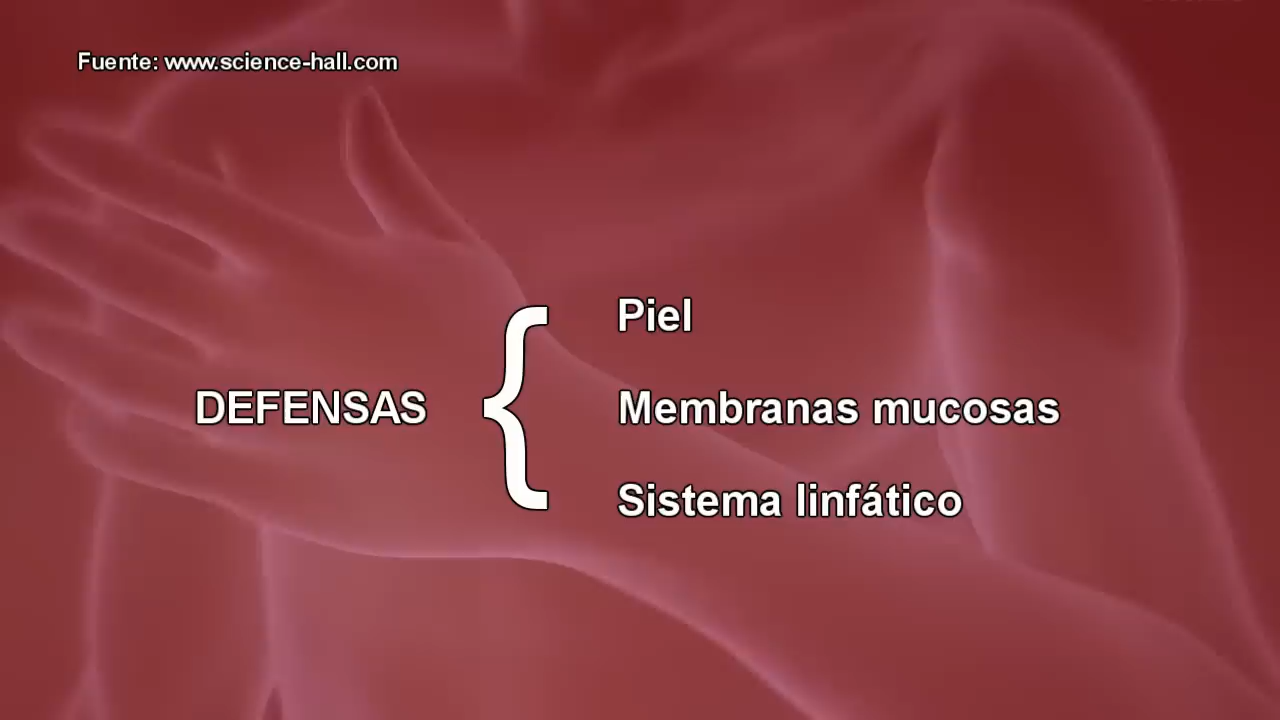 Fuente: www.science-hall.com
Piel
DEFENSAS { Membranas mucosas
Sistema linfático